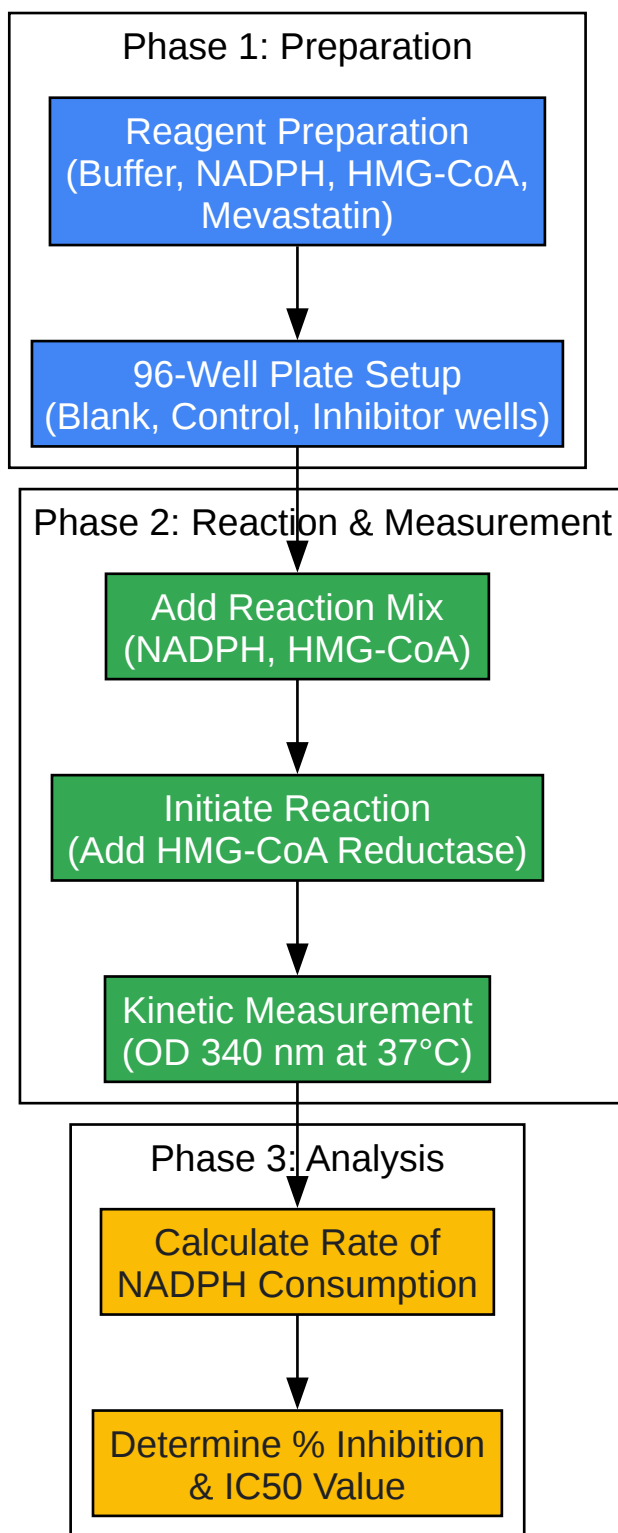 Phase 1: Preparation
Reagent Preparation
(Buffer, NADPH, HMG-CoA,
Mevastatin)
96-Well Plate Setup
(Blank, Control, Inhibitor wells)
Phase 2: Reaction & Measurement
Add Reaction Mix
(NADPH, HMG-CoA)
Initiate Reaction
(Add HMG-CoA Reductase)
Kinetic Measurement
(OD 340 nm at 37°C)
Phase 3: Analysis
Calculate Rate of
NADPH Consumption
Determine % Inhibition
& IC50 Value